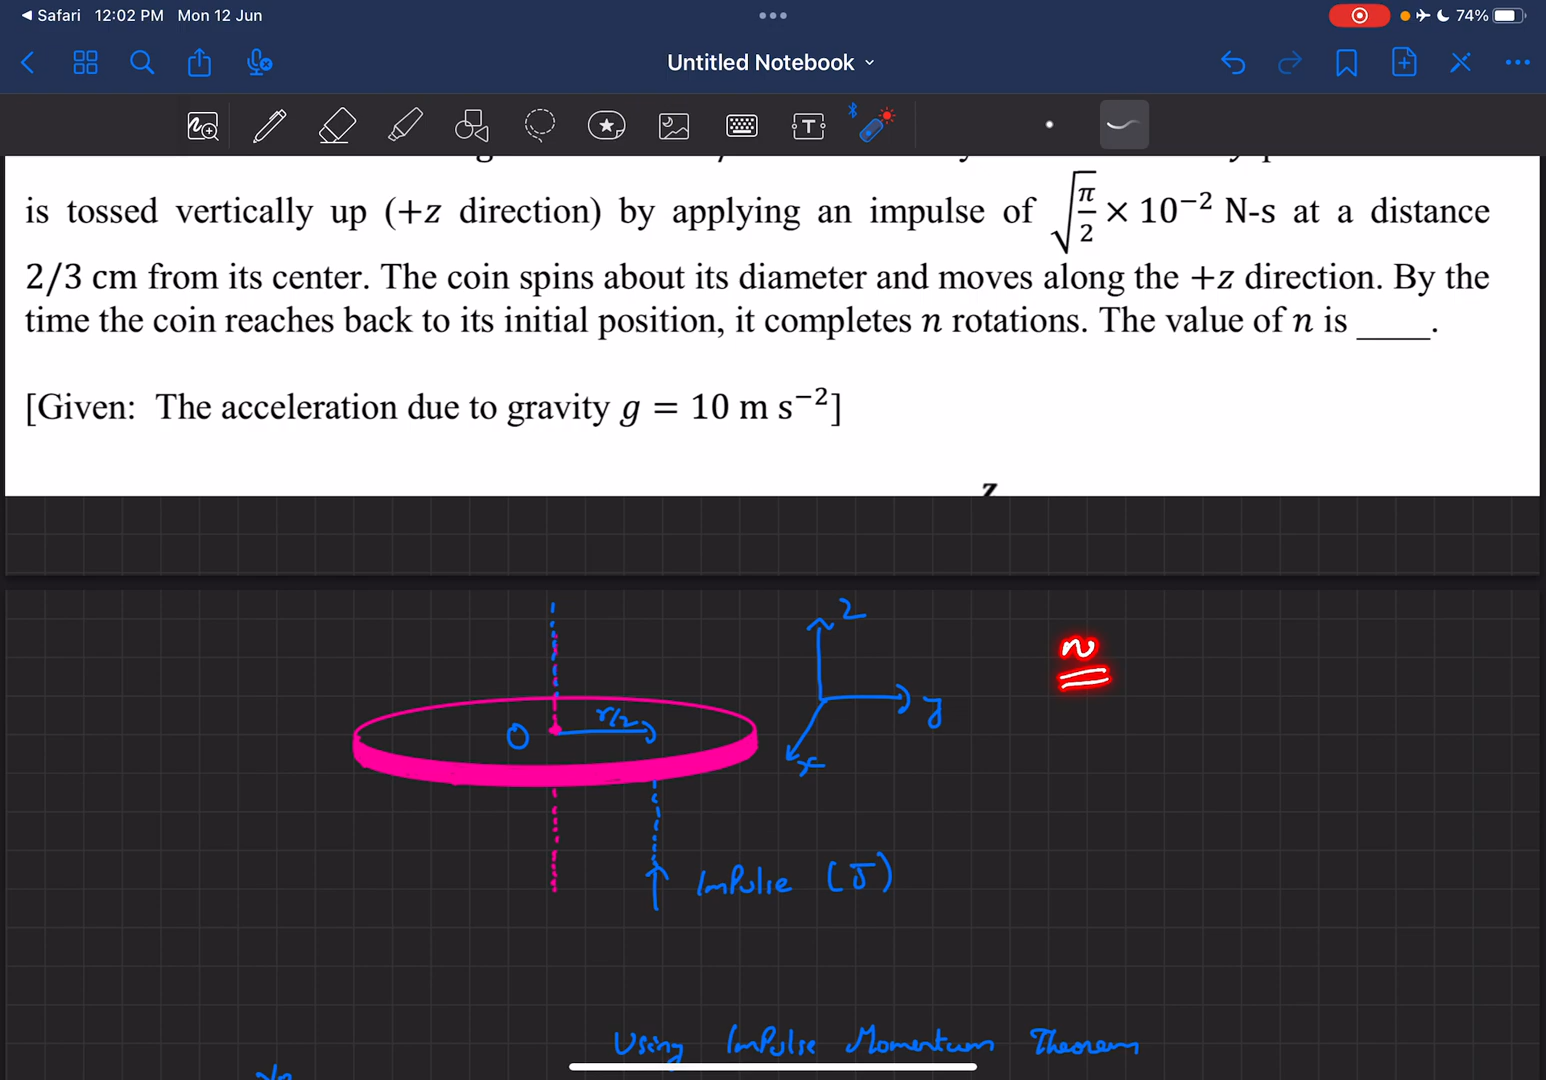 Safari 12:02 PM Mon 12 Jun
74%
Untitled Notebook
T
is tossed vertically up (+z direction) by applying an impulse of √(π/2) × 10⁻² N-s at a distance
2/3 cm from its center. The coin spins about its diameter and moves along the +z direction. By the
time the coin reaches back to its initial position, it completes n rotations. The value of n is ____.
[Given: The acceleration due to gravity g = 10 m s⁻²]
z
z
n
r/2
O
y
x
Impulse (J)
Using Impulse Momentum Theorem